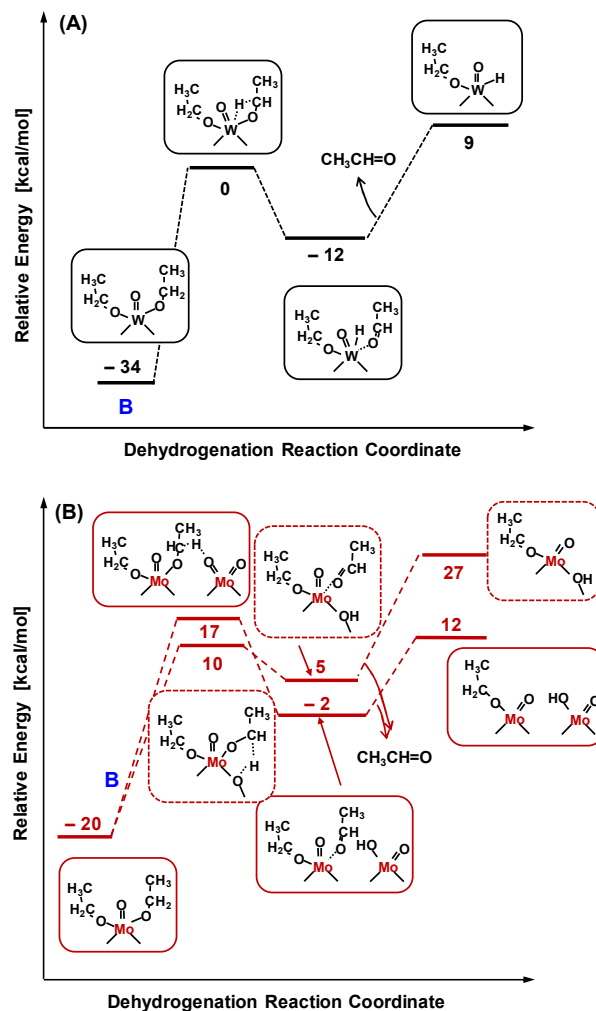 (A)
H₃C
CH₃
H₂C
O
H
CH
O
W
O
0
H₃C
O
H₂C
H
O
W
9
CH₃CH=O
– 12
H₃C
CH₃
O
H₂C
CH₂
O
W
O
– 34
B
H₃C
CH₃
O
H
H₂C
CH
O
W
O
Relative Energy [kcal/mol]
Dehydrogenation Reaction Coordinate
(B)
CH₃
H₃C
HC
H
O
H₂C
O
O
O
O
Mo
Mo
17
10
H₃C
CH₃
O
H₂C
CH
O
O
Mo
OH
5
– 2
27
H₃C
H₂C
O
O
Mo
OH
12
H₃C
H₂C
O
O
HO
O
Mo
Mo
CH₃CH=O
B
– 20
H₃C
CH₃
O
H₂C
O
CH
O
Mo
H
O
H₃C
CH₃
O
CH
HO
H₂C
O
O
O
Mo
Mo
H₃C
CH₃
O
H₂C
CH₂
O
O
Mo
Relative Energy [kcal/mol]
Dehydrogenation Reaction Coordinate